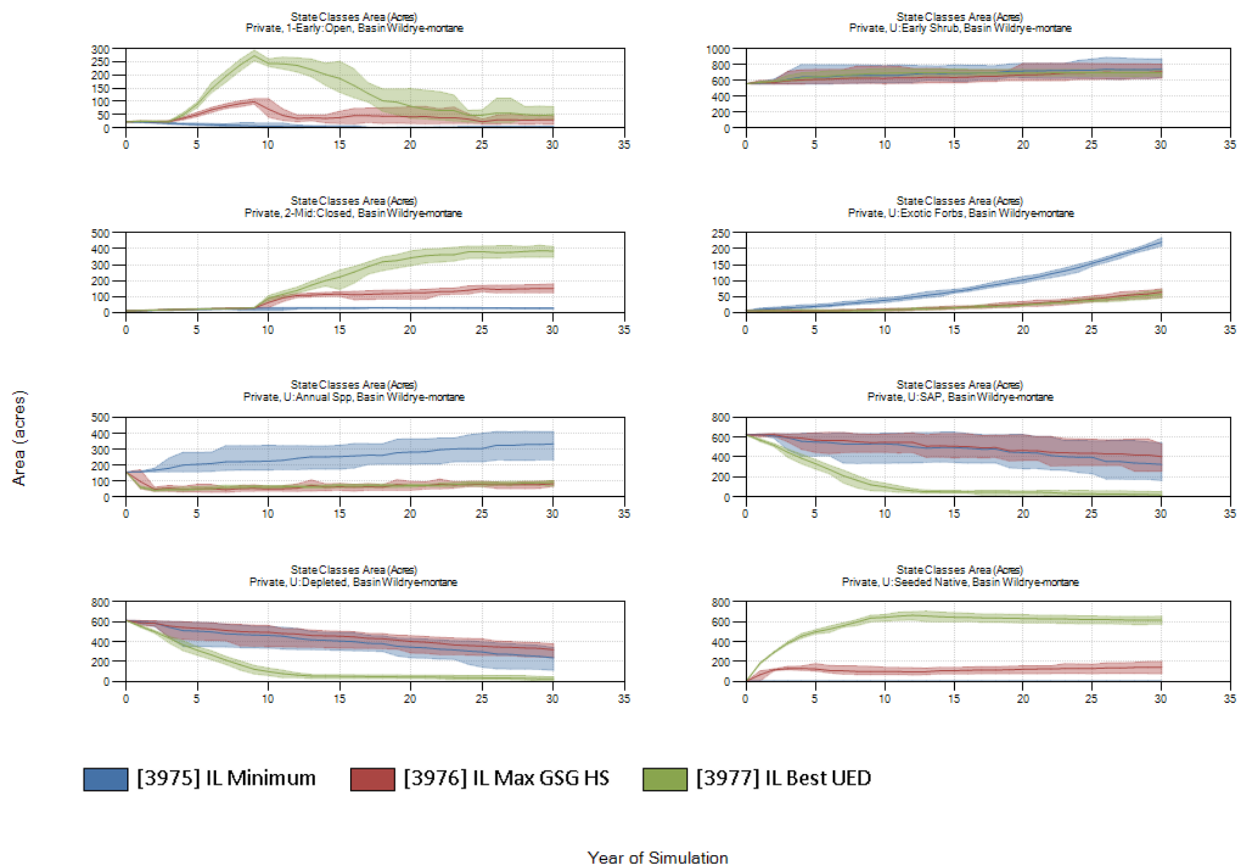 State Classes Area (Acres)
Private, 1-Early:Open, Basin Wildrye-montane
300
250
200
150
100
50
0
0 5 10 15 20 25 30 35
State Classes Area (Acres)
Private, U:Early Shrub, Basin Wildrye-montane
1000
800
600
400
200
0
0 5 10 15 20 25 30 35
State Classes Area (Acres)
Private, 2-Mid:Closed, Basin Wildrye-montane
500
400
300
200
100
0
0 5 10 15 20 25 30 35
State Classes Area (Acres)
Private, U:Exotic Forbs, Basin Wildrye-montane
250
200
150
100
50
0
0 5 10 15 20 25 30 35
Area (acres)
State Classes Area (Acres)
Private, U:Annual Spp, Basin Wildrye-montane
500
400
300
200
100
0
0 5 10 15 20 25 30 35
State Classes Area (Acres)
Private, U:SAP, Basin Wildrye-montane
800
600
400
200
0
0 5 10 15 20 25 30 35
State Classes Area (Acres)
Private, U:Depleted, Basin Wildrye-montane
800
600
400
200
0
0 5 10 15 20 25 30 35
State Classes Area (Acres)
Private, U:Seeded Native, Basin Wildrye-montane
800
600
400
200
0
0 5 10 15 20 25 30 35
[3975] IL Minimum [3976] IL Max GSG HS [3977] IL Best UED
Year of Simulation